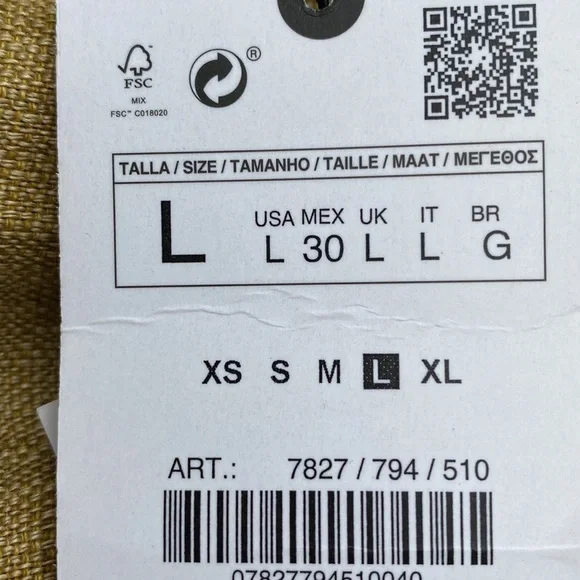 FSC
MIX
FSC™ C018020
®
TALLA / SIZE / TAMANHO / TAILLE / MAAT / ΜΕΓΕΘΟΣ
L
USA MEX UK IT BR
L 30 L L G
XS S M L XL
ART.: 7827 / 794 / 510
07827794510040